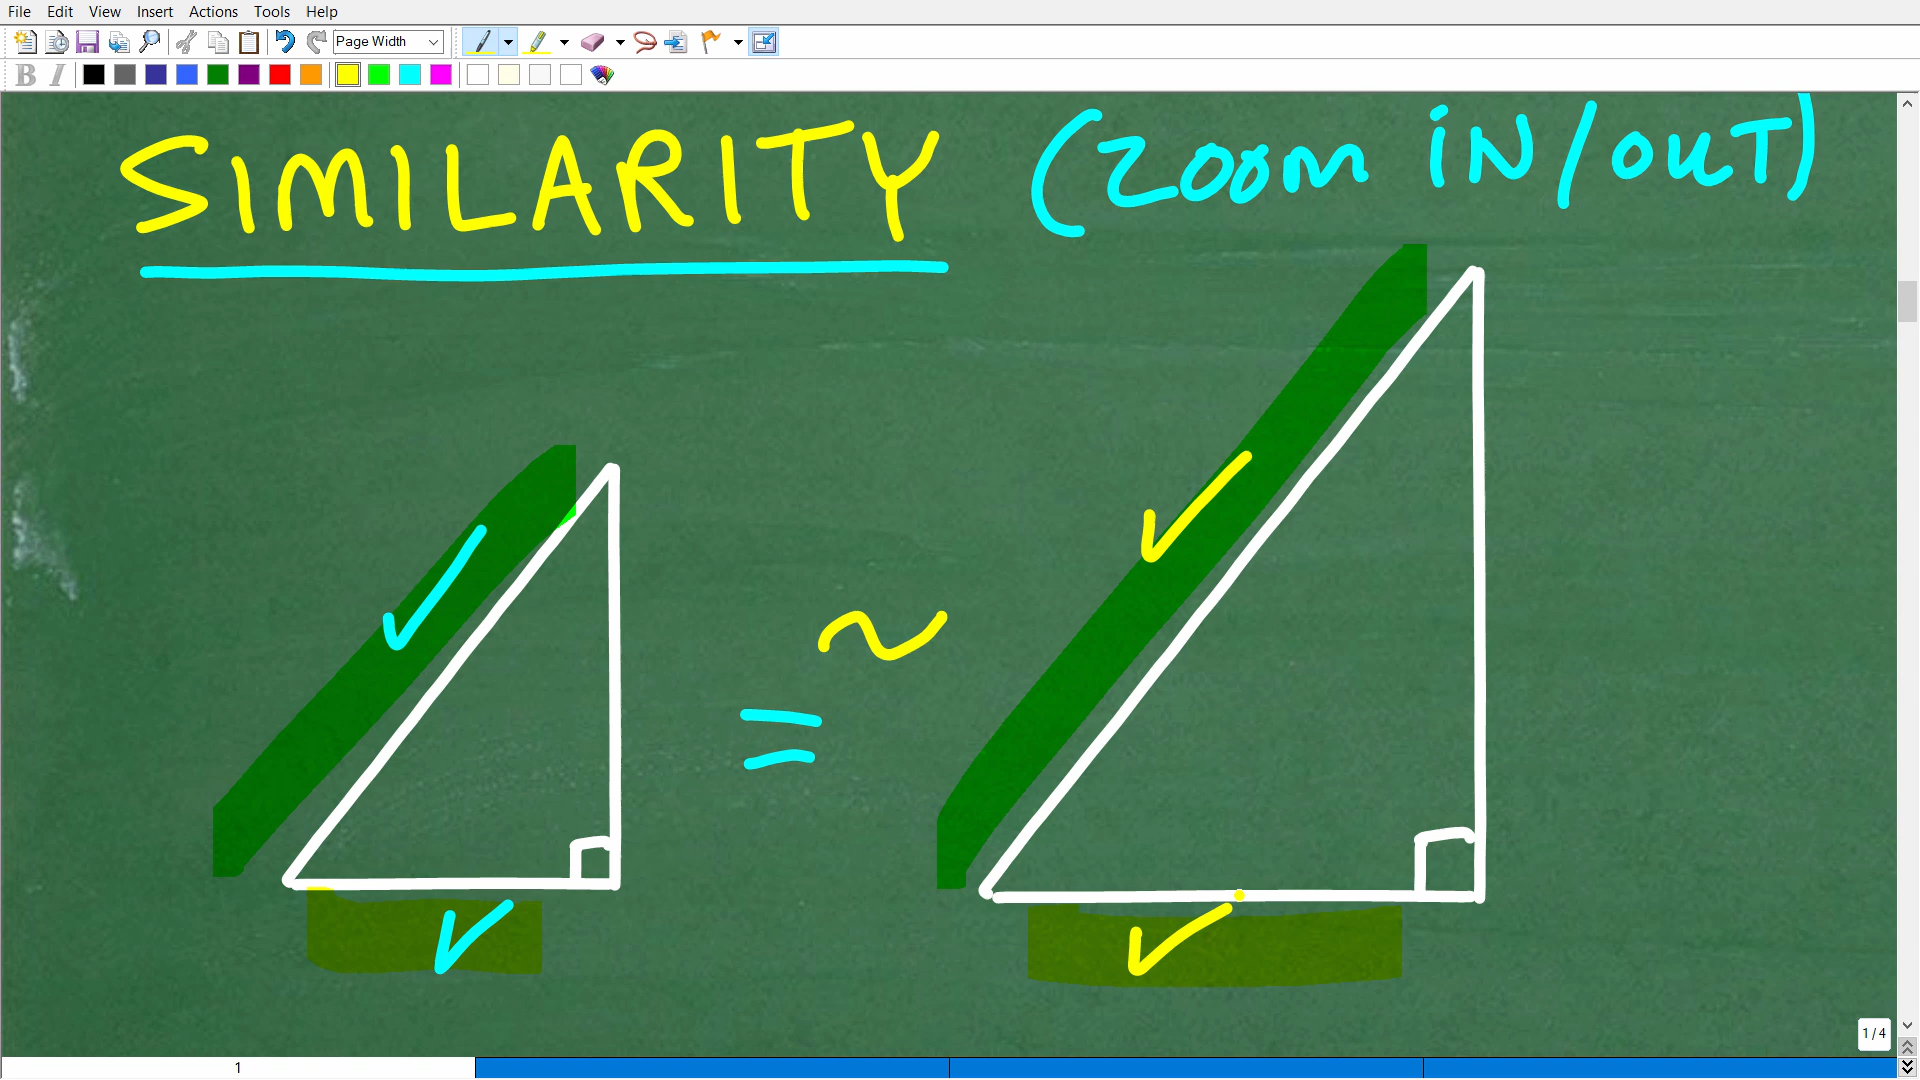 File Edit View Insert Actions Tools Help
Page Width
B I
SIMILARITY (ZOOM IN/OUT)
~
=
1 / 4
1